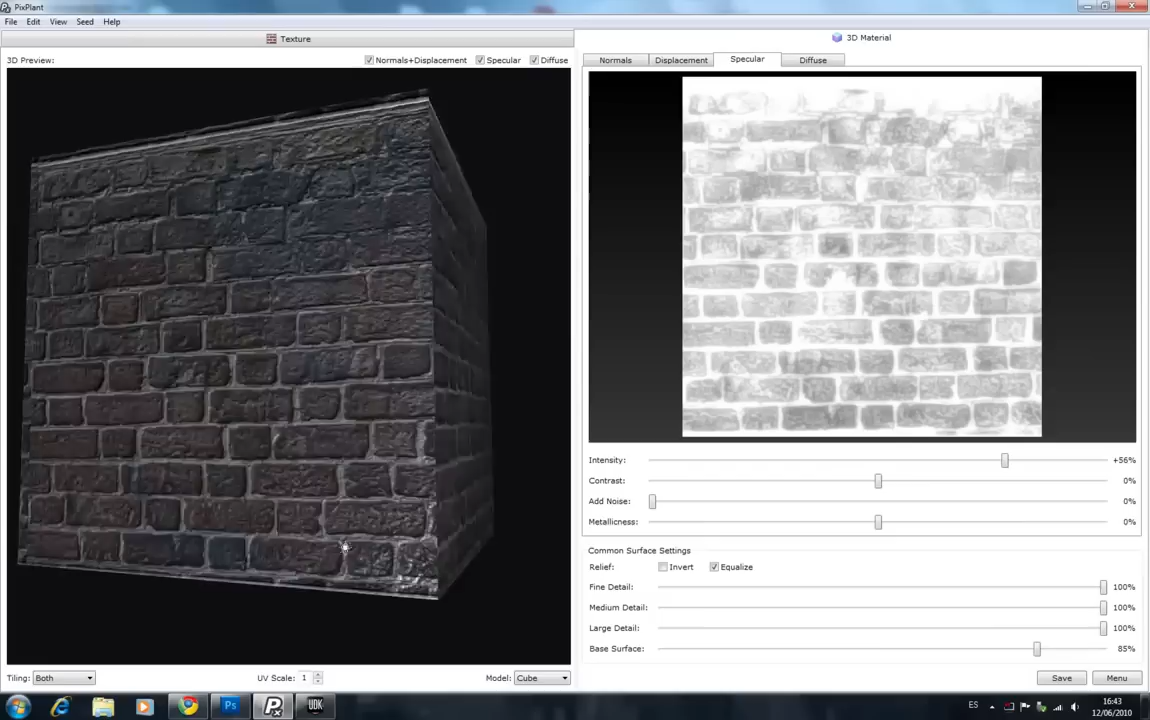 PixPlant
File Edit View Seed Help
Texture
3D Material
3D Preview:
Normals+Displacement Specular Diffuse
Normals Displacement Specular Diffuse
Intensity: +56%
Contrast: 0%
Add Noise: 0%
Metallicness: 0%
Common Surface Settings
Relief: Invert Equalize
Fine Detail: 100%
Medium Detail: 100%
Large Detail: 100%
Base Surface: 85%
Tiling: Both UV Scale: 1 Model: Cube
Save Menu
Ps Px UDK
ES
16:43
12/06/2010